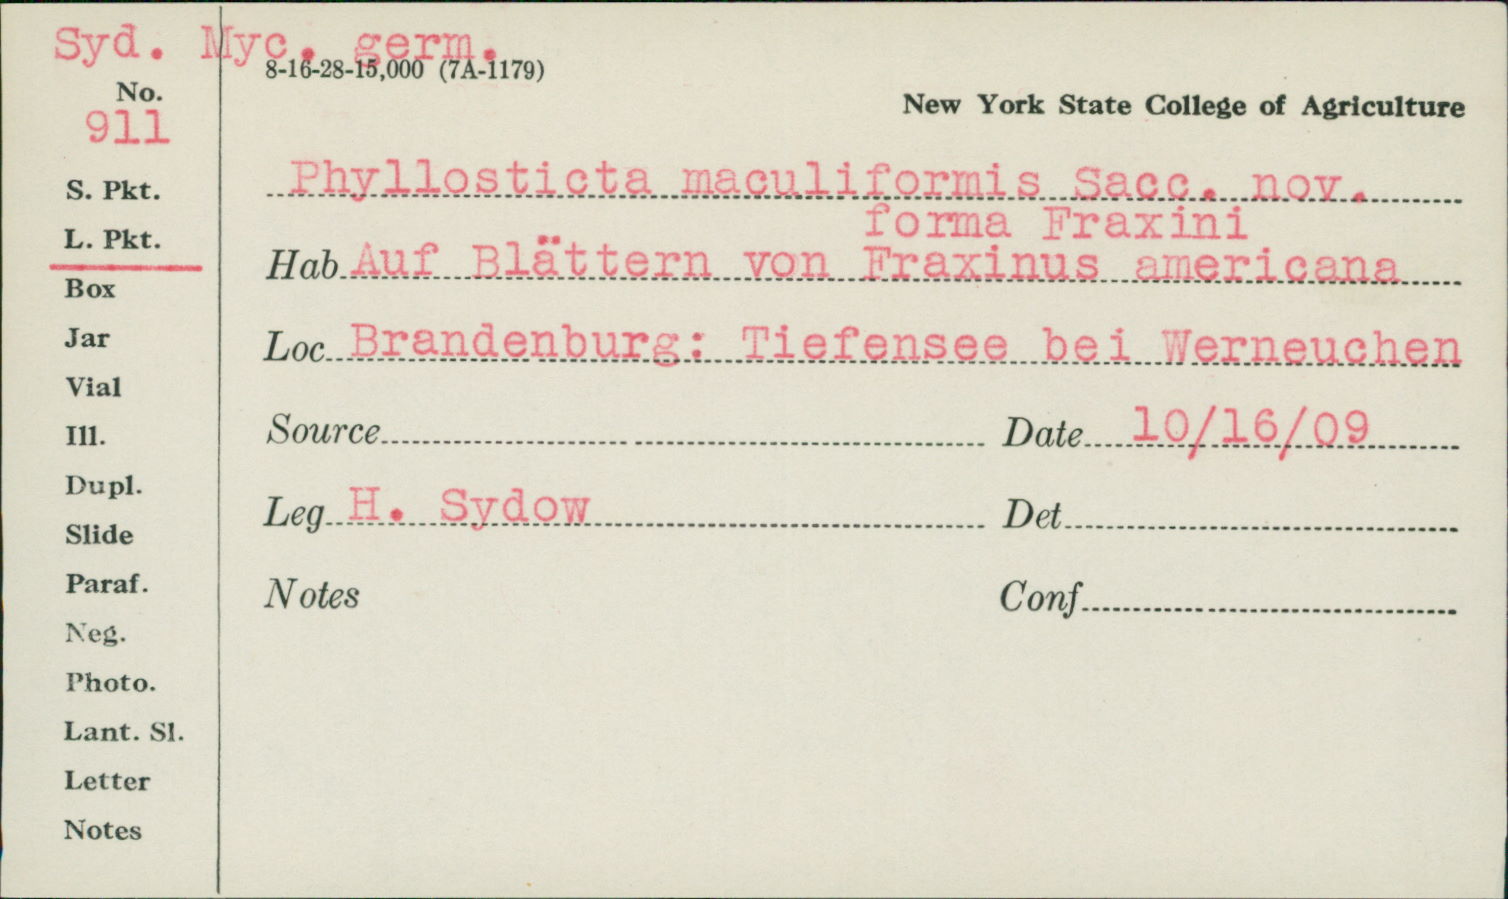 Syd. Myc. germ.
8-16-28-15,000 (7A-1179)
No.
911
New York State College of Agriculture
S. Pkt.
L. Pkt.
Box
Jar
Vial
Ill.
Dupl.
Slide
Paraf.
Neg.
Photo.
Lant. Sl.
Letter
Notes
Phyllosticta maculiformis Sacc. nov.
forma Fraxini
Hab Auf Blättern von Fraxinus americana
Loc Brandenburg: Tiefensee bei Werneuchen
Source Date 10/16/09
Leg H. Sydow Det
Notes Conf